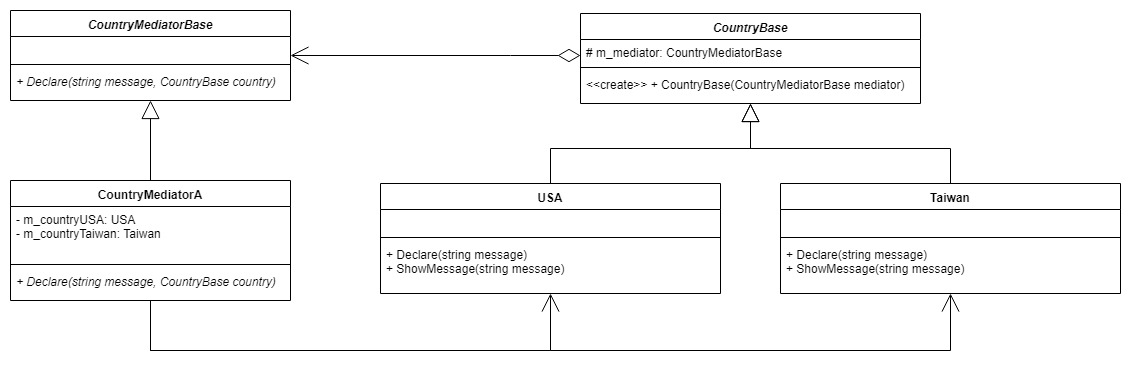 CountryMediatorBase
+ Declare(string message, CountryBase country)
CountryBase
# m_mediator: CountryMediatorBase
<<create>> + CountryBase(CountryMediatorBase mediator)
CountryMediatorA
- m_countryUSA: USA
- m_countryTaiwan: Taiwan
+ Declare(string message, CountryBase country)
USA
+ Declare(string message)
+ ShowMessage(string message)
Taiwan
+ Declare(string message)
+ ShowMessage(string message)